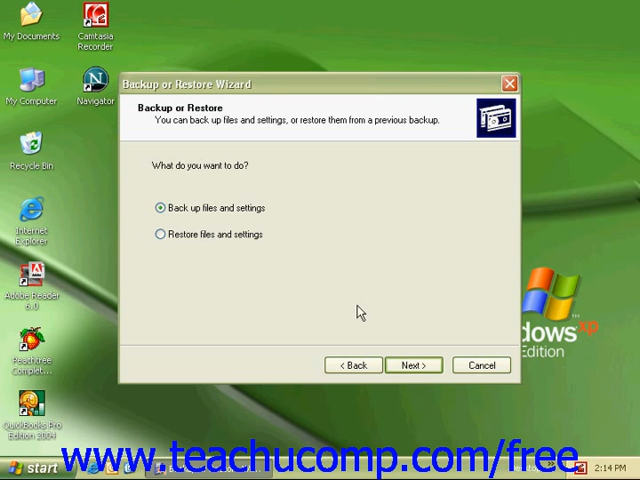 My Documents
Camtasia
Recorder
My Computer
Navigator
Recycle Bin
Internet
Explorer
Adobe Reader
6.0
Peachtree
Complet...
QuickBooks Pro
Edition 2004
Backup or Restore Wizard
Backup or Restore
You can back up files and settings, or restore them from a previous backup.
What do you want to do?
Back up files and settings
Restore files and settings
< Back
Next >
Cancel
dows xp
Edition
start
2:14 PM
www.teachucomp.com/free